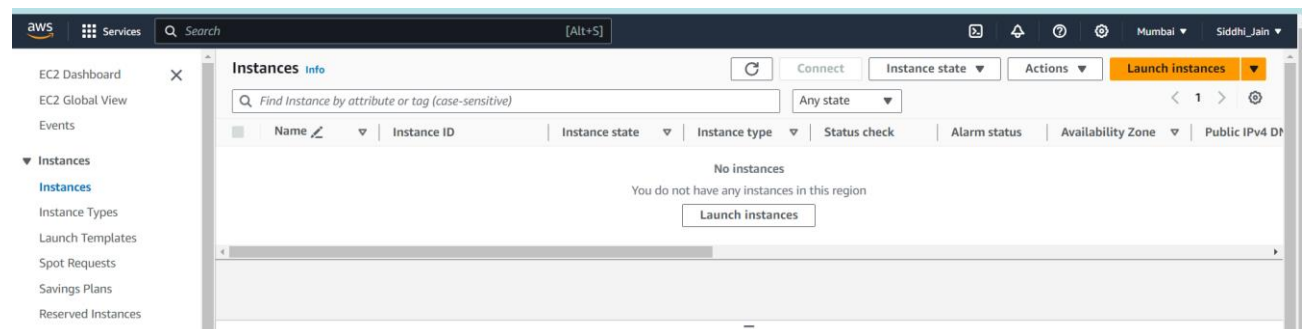 aws Services Search [Alt+S] Mumbai Siddhi_Jain
EC2 Dashboard
EC2 Global View
Events
Instances
Instances
Instance Types
Launch Templates
Spot Requests
Savings Plans
Reserved Instances
Instances Info Connect Instance state Actions Launch instances
Find Instance by attribute or tag (case-sensitive) Any state 1
Name Instance ID Instance state Instance type Status check Alarm status Availability Zone Public IPv4
No instances
You do not have any instances in this region
Launch instances